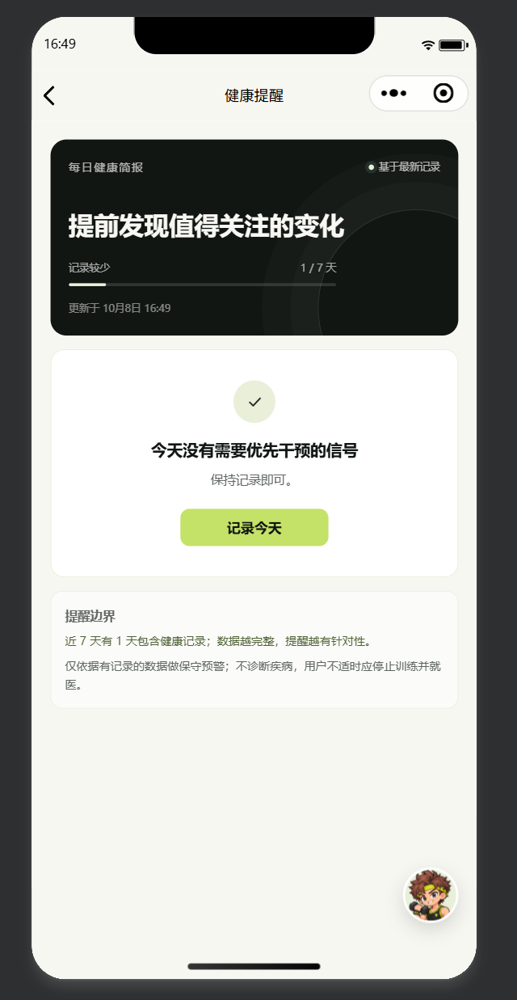 16:49
健康提醒
每日健康简报
基于最新记录
提前发现值得关注的变化
记录较少
1 / 7 天
更新于 10月8日 16:49
今天没有需要优先干预的信号
保持记录即可。
记录今天
提醒边界
近 7 天有 1 天包含健康记录；数据越完整，提醒越有针对性。
仅依据有记录的数据做保守预警；不诊断疾病，用户不适时应停止训练并就
医。